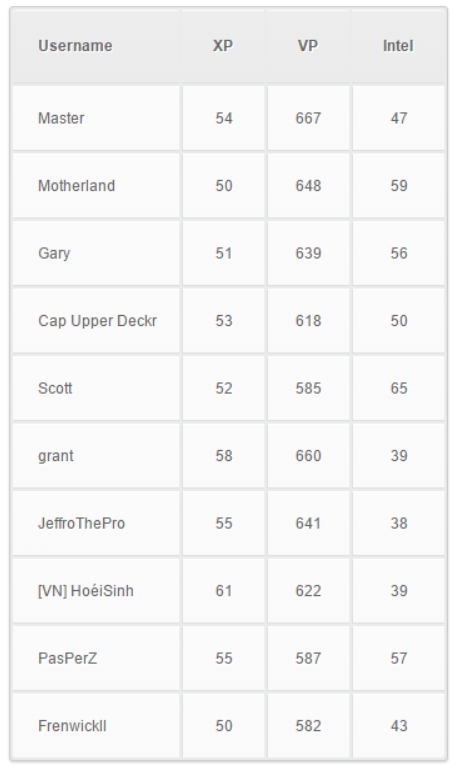 Username XP VP Intel
Master 54 667 47
Motherland 50 648 59
Gary 51 639 56
Cap Upper Deckr 53 618 50
Scott 52 585 65
grant 58 660 39
JeffroThePro 55 641 38
[VN] HoéiSinh 61 622 39
PasPerZ 55 587 57
FrenwickII 50 582 43